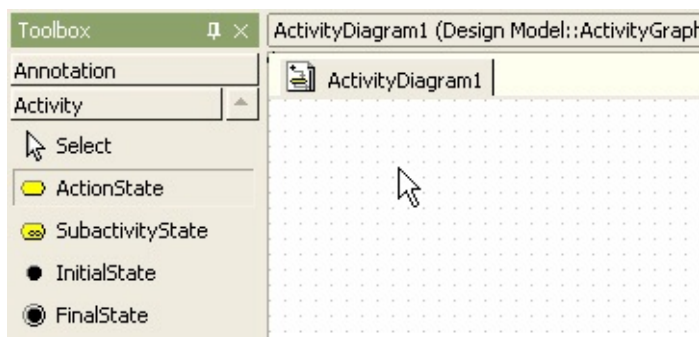 Toolbox
ActivityDiagram1 (Design Model::ActivityGraph
Annotation
ActivityDiagram1
Activity
Select
ActionState
SubactivityState
InitialState
FinalState